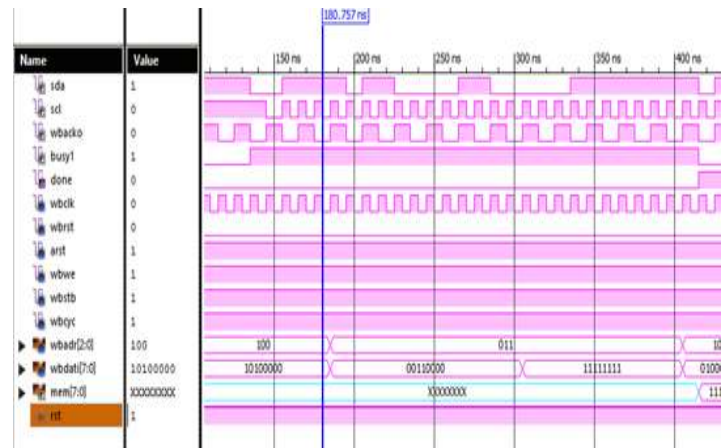 180.757 ns
Name Value 150 ns 200 ns 250 ns 300 ns 350 ns 400 ns
sda 1
scl 0
wbacko 0
busy1 1
done 0
wbclk 0
wbrst 0
arst 1
wbwe 1
wbstb 1
wbcyc 1
wbadr[2:0] 100 100 011 10
wbdati[7:0] 10100000 10100000 00110000 11111111 0100
mem[7:0] XXXXXXXX XXXXXXXX 111
rst 1